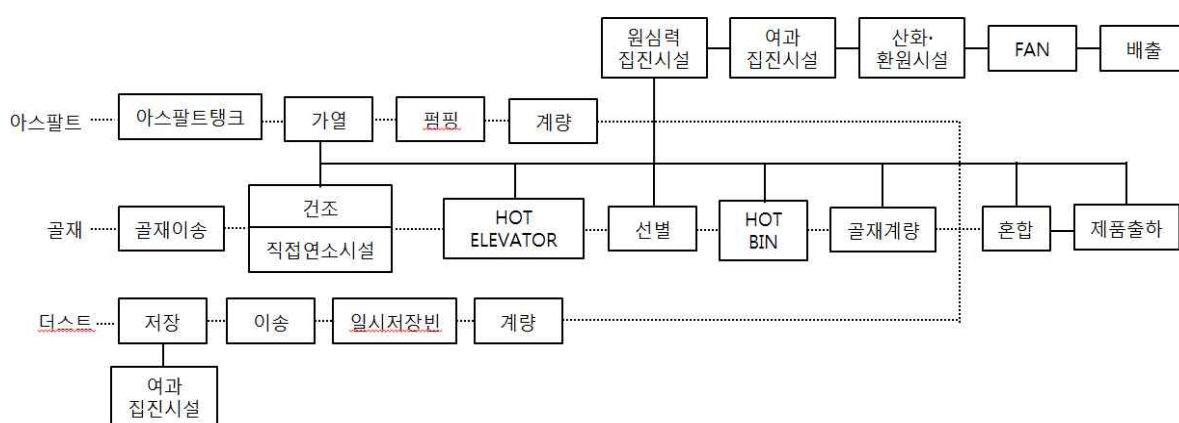 원심력
집진시설
여과
집진시설
산화·
환원시설
FAN
배출
아스팔트
아스팔트탱크
가열
펌핑
계량
골재
골재이송
건조
직접연소시설
HOT
ELEVATOR
선별
HOT
BIN
골재계량
혼합
제품출하
더스트
저장
이송
일시저장빈
계량
여과
집진시설